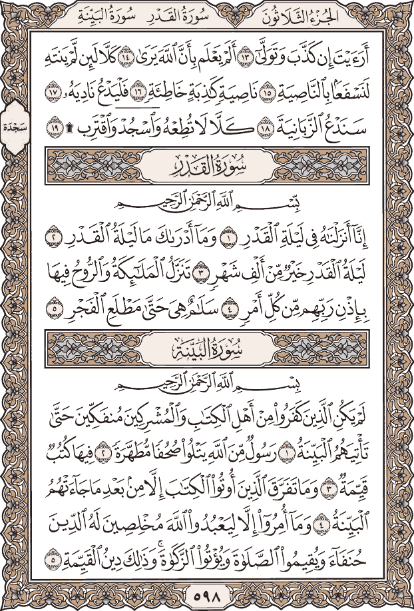 الجزء الثلاثون سورة القدر سورة البينة
أَرَءَيْتَ إِن كَذَّبَ وَتَوَلَّىٰٓ ١٣ أَلَمْ يَعْلَم بِأَنَّ ٱللَّهَ يَرَىٰ ١٤ كَلَّا لَئِن لَّمْ يَنتَهِ
لَنَسْفَعًۢا بِٱلنَّاصِيَةِ ١٥ نَاصِيَةٍ كَٰذِبَةٍ خَاطِئَةٍ ١٦ فَلْيَدْعُ نَادِيَهُۥ ١٧
سَنَدْعُ ٱلزَّبَانِيَةَ ١٨ كَلَّا لَا تُطِعْهُ وَٱسْجُدْ وَٱقْتَرِب ۩ ١٩
سجدة
سُورَةُ القَدْرِ
بِسْمِ ٱللَّهِ ٱلرَّحْمَٰنِ ٱلرَّحِيمِ
إِنَّآ أَنزَلْنَٰهُ فِى لَيْلَةِ ٱلْقَدْرِ ١ وَمَآ أَدْرَىٰكَ مَا لَيْلَةُ ٱلْقَدْرِ ٢
لَيْلَةُ ٱلْقَدْرِ خَيْرٌ مِّنْ أَلْفِ شَهْرٍ ٣ تَنَزَّلُ ٱلْمَلَٰٓئِكَةُ وَٱلرُّوحُ فِيهَا
بِإِذْنِ رَبِّهِم مِّن كُلِّ أَمْرٍ ٤ سَلَٰمٌ هِىَ حَتَّىٰ مَطْلَعِ ٱلْفَجْرِ ٥
سُورَةُ البَيِّنَةِ
بِسْمِ ٱللَّهِ ٱلرَّحْمَٰنِ ٱلرَّحِيمِ
لَمْ يَكُنِ ٱلَّذِينَ كَفَرُوا۟ مِنْ أَهْلِ ٱلْكِتَٰبِ وَٱلْمُشْرِكِينَ مُنفَكِّينَ حَتَّىٰ
تَأْتِيَهُمُ ٱلْبَيِّنَةُ ١ رَسُولٌ مِّنَ ٱللَّهِ يَتْلُوا۟ صُحُفًا مُّطَهَّرَةً ٢ فِيهَا كُتُبٌ
قَيِّمَةٌ ٣ وَمَا تَفَرَّقَ ٱلَّذِينَ أُوتُوا۟ ٱلْكِتَٰبَ إِلَّا مِنۢ بَعْدِ مَا جَآءَتْهُمُ
ٱلْبَيِّنَةُ ٤ وَمَآ أُمِرُوٓا۟ إِلَّا لِيَعْبُدُوا۟ ٱللَّهَ مُخْلِصِينَ لَهُ ٱلدِّينَ
حُنَفَآءَ وَيُقِيمُوا۟ ٱلصَّلَوٰةَ وَيُؤْتُوا۟ ٱلزَّكَوٰةَ ۚ وَذَٰلِكَ دِينُ ٱلْقَيِّمَةِ ٥
٥٩٨